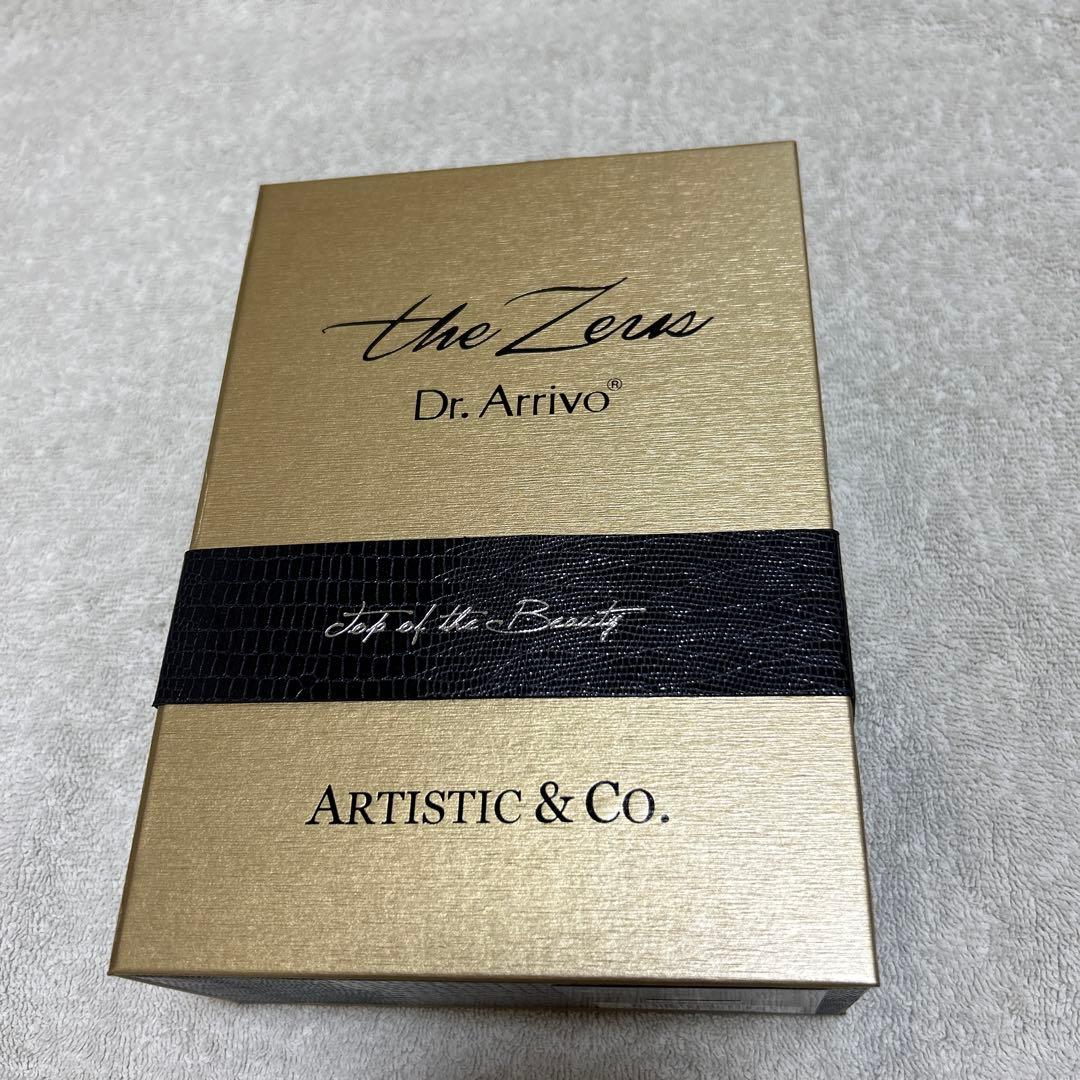 the Zeus
Dr. Arrivo®
Top of the Beauty
ARTISTIC & CO.